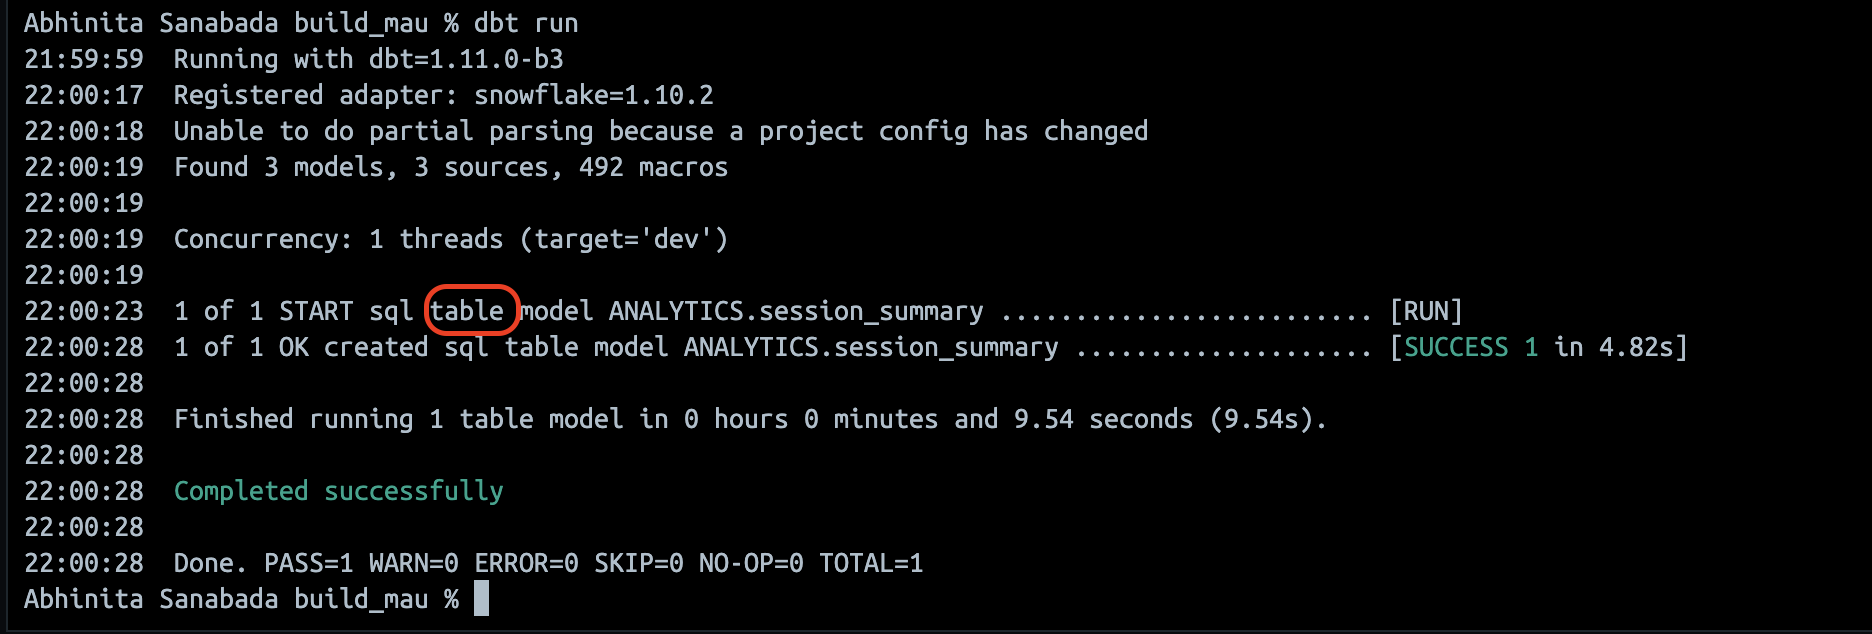 Abhinita Sanabada build_mau % dbt run
21:59:59  Running with dbt=1.11.0-b3
22:00:17  Registered adapter: snowflake=1.10.2
22:00:18  Unable to do partial parsing because a project config has changed
22:00:19  Found 3 models, 3 sources, 492 macros
22:00:19
22:00:19  Concurrency: 1 threads (target='dev')
22:00:19
22:00:23  1 of 1 START sql table model ANALYTICS.session_summary ......................... [RUN]
22:00:28  1 of 1 OK created sql table model ANALYTICS.session_summary .................... [SUCCESS 1 in 4.82s]
22:00:28
22:00:28  Finished running 1 table model in 0 hours 0 minutes and 9.54 seconds (9.54s).
22:00:28
22:00:28  Completed successfully
22:00:28
22:00:28  Done. PASS=1 WARN=0 ERROR=0 SKIP=0 NO-OP=0 TOTAL=1
Abhinita Sanabada build_mau %